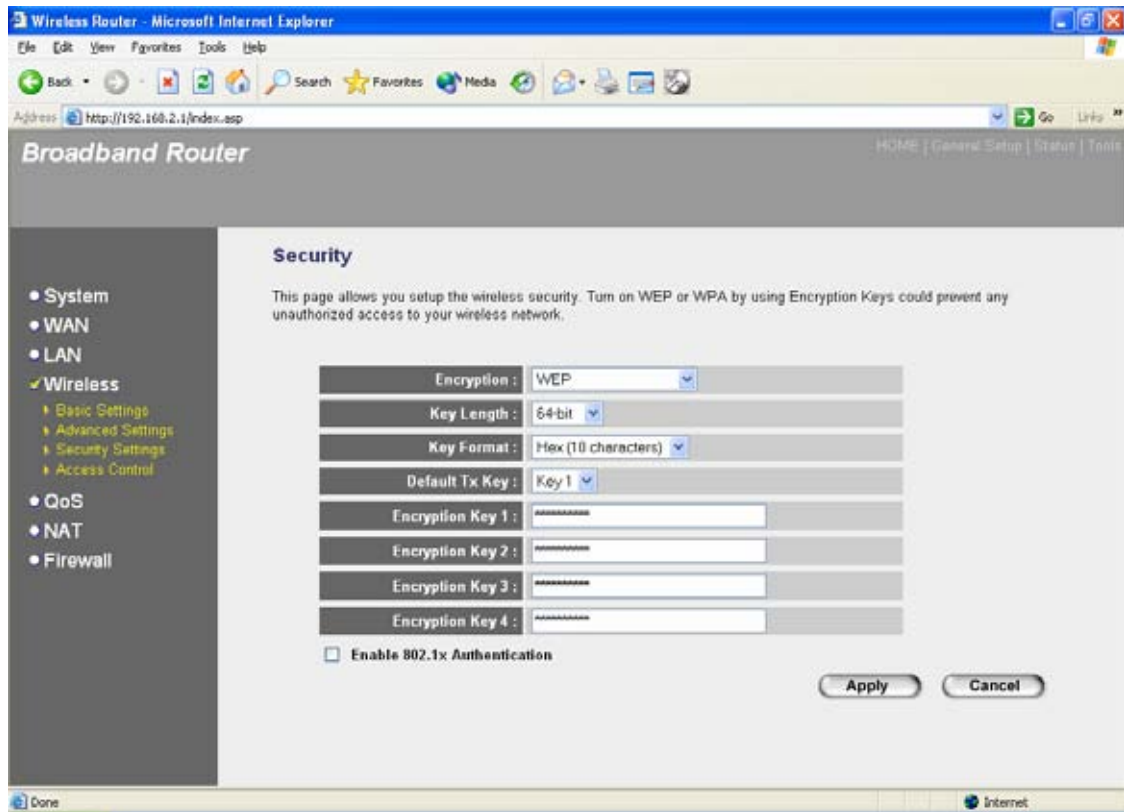 Wireless Router - Microsoft Internet Explorer
File Edit View Favorites Tools Help
Back Search Favorites Media
Address http://192.168.2.1/index.asp Go Links »
Broadband Router
HOME | General Setup | Status | Tools
System
WAN
LAN
Wireless
Basic Settings
Advanced Settings
Security Settings
Access Control
QoS
NAT
Firewall
Security
This page allows you setup the wireless security. Turn on WEP or WPA by using Encryption Keys could prevent any
unauthorized access to your wireless network.
Encryption : WEP
Key Length : 64-bit
Key Format : Hex (10 characters)
Default Tx Key : Key 1
Encryption Key 1 : **********
Encryption Key 2 : **********
Encryption Key 3 : **********
Encryption Key 4 : **********
Enable 802.1x Authentication
Apply Cancel
Done Internet